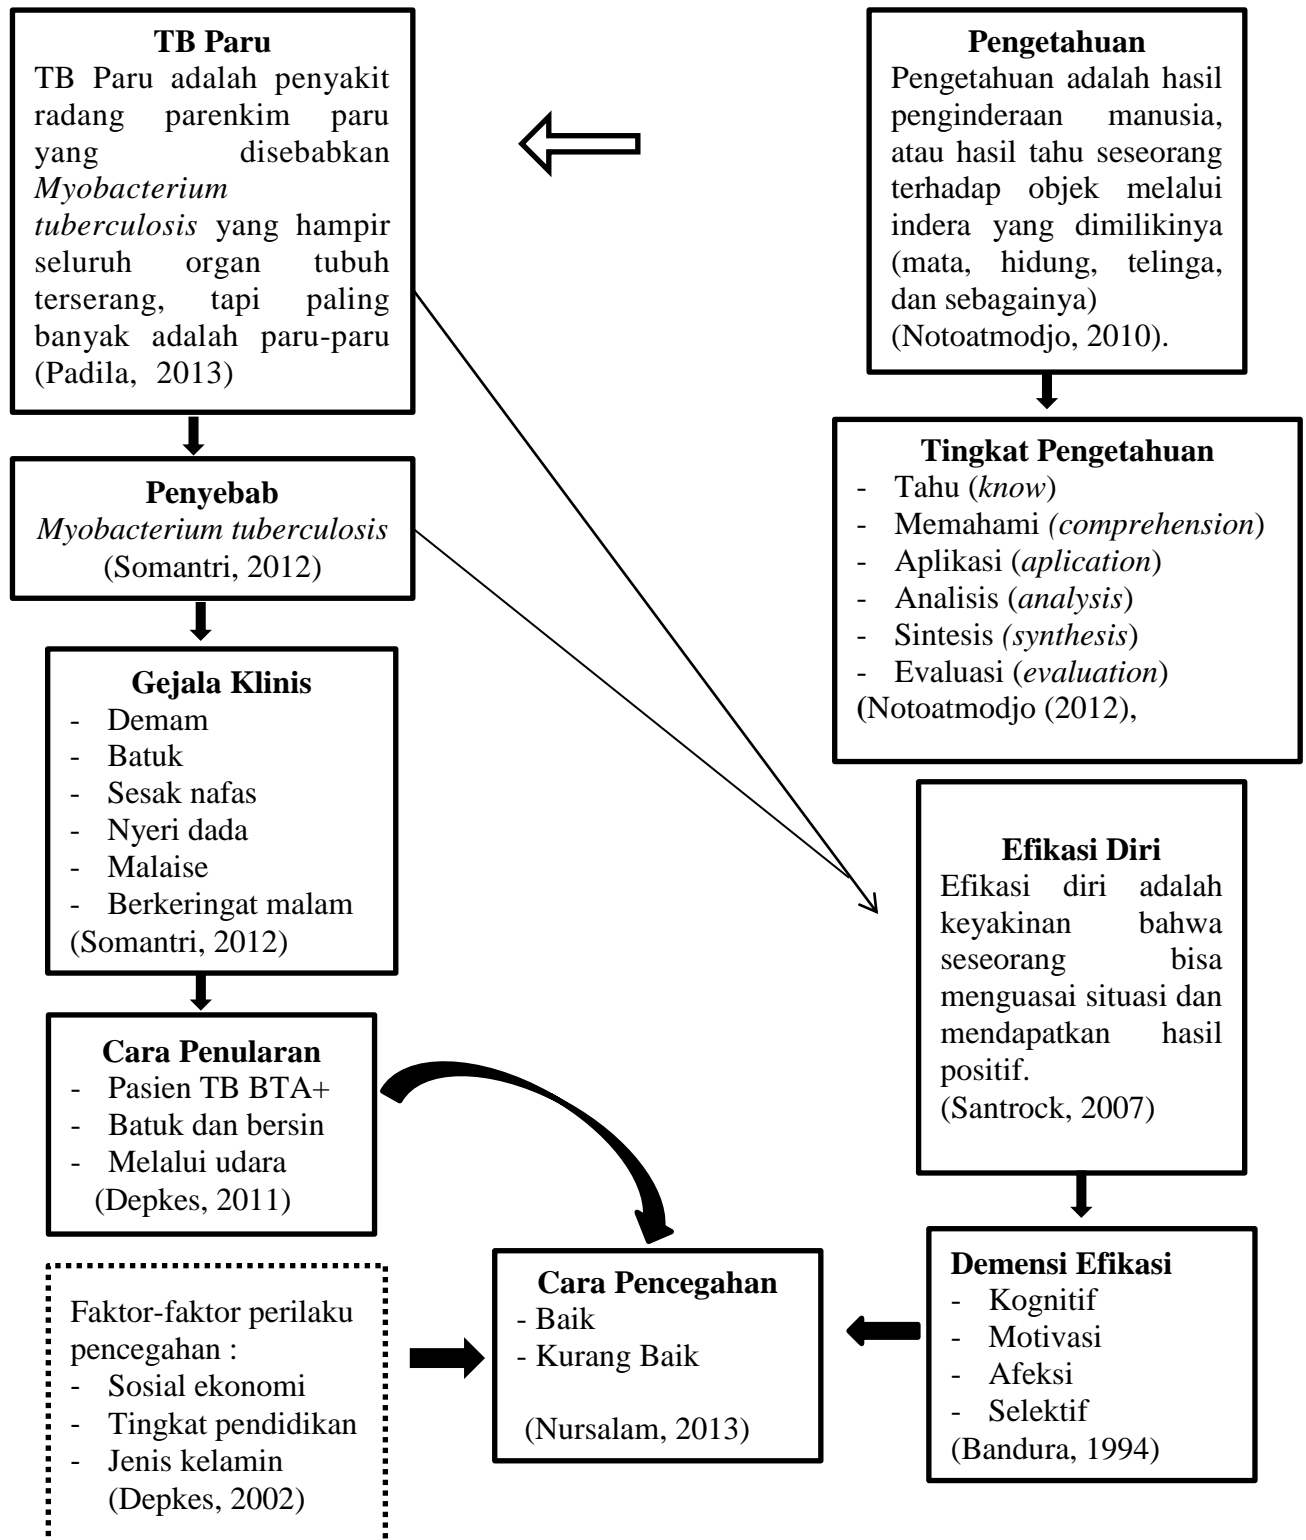 TB Paru
TB Paru adalah penyakit
radang parenkim paru
yang disebabkan
Myobacterium
tuberculosis yang hampir
seluruh organ tubuh
terserang, tapi paling
banyak adalah paru-paru
(Padila, 2013)
Penyebab
Myobacterium tuberculosis
(Somantri, 2012)
Gejala Klinis
- Demam
- Batuk
- Sesak nafas
- Nyeri dada
- Malaise
- Berkeringat malam
(Somantri, 2012)
Cara Penularan
- Pasien TB BTA+
- Batuk dan bersin
- Melalui udara
(Depkes, 2011)
Faktor-faktor perilaku
pencegahan :
- Sosial ekonomi
- Tingkat pendidikan
- Jenis kelamin
(Depkes, 2002)
Cara Pencegahan
- Baik
- Kurang Baik
(Nursalam, 2013)
Pengetahuan
Pengetahuan adalah hasil
penginderaan manusia,
atau hasil tahu seseorang
terhadap objek melalui
indera yang dimilikinya
(mata, hidung, telinga,
dan sebagainya)
(Notoatmodjo, 2010).
Tingkat Pengetahuan
- Tahu (know)
- Memahami (comprehension)
- Aplikasi (aplication)
- Analisis (analysis)
- Sintesis (synthesis)
- Evaluasi (evaluation)
(Notoatmodjo (2012),
Efikasi Diri
Efikasi diri adalah
keyakinan bahwa
seseorang bisa
menguasai situasi dan
mendapatkan hasil
positif.
(Santrock, 2007)
Demensi Efikasi
- Kognitif
- Motivasi
- Afeksi
- Selektif
(Bandura, 1994)